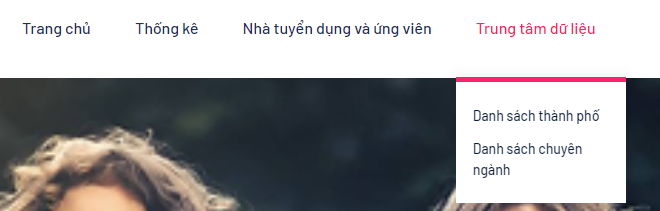 Trang chủ Thống kê Nhà tuyển dụng và ứng viên Trung tâm dữ liệu
Danh sách thành phố
Danh sách chuyên
ngành